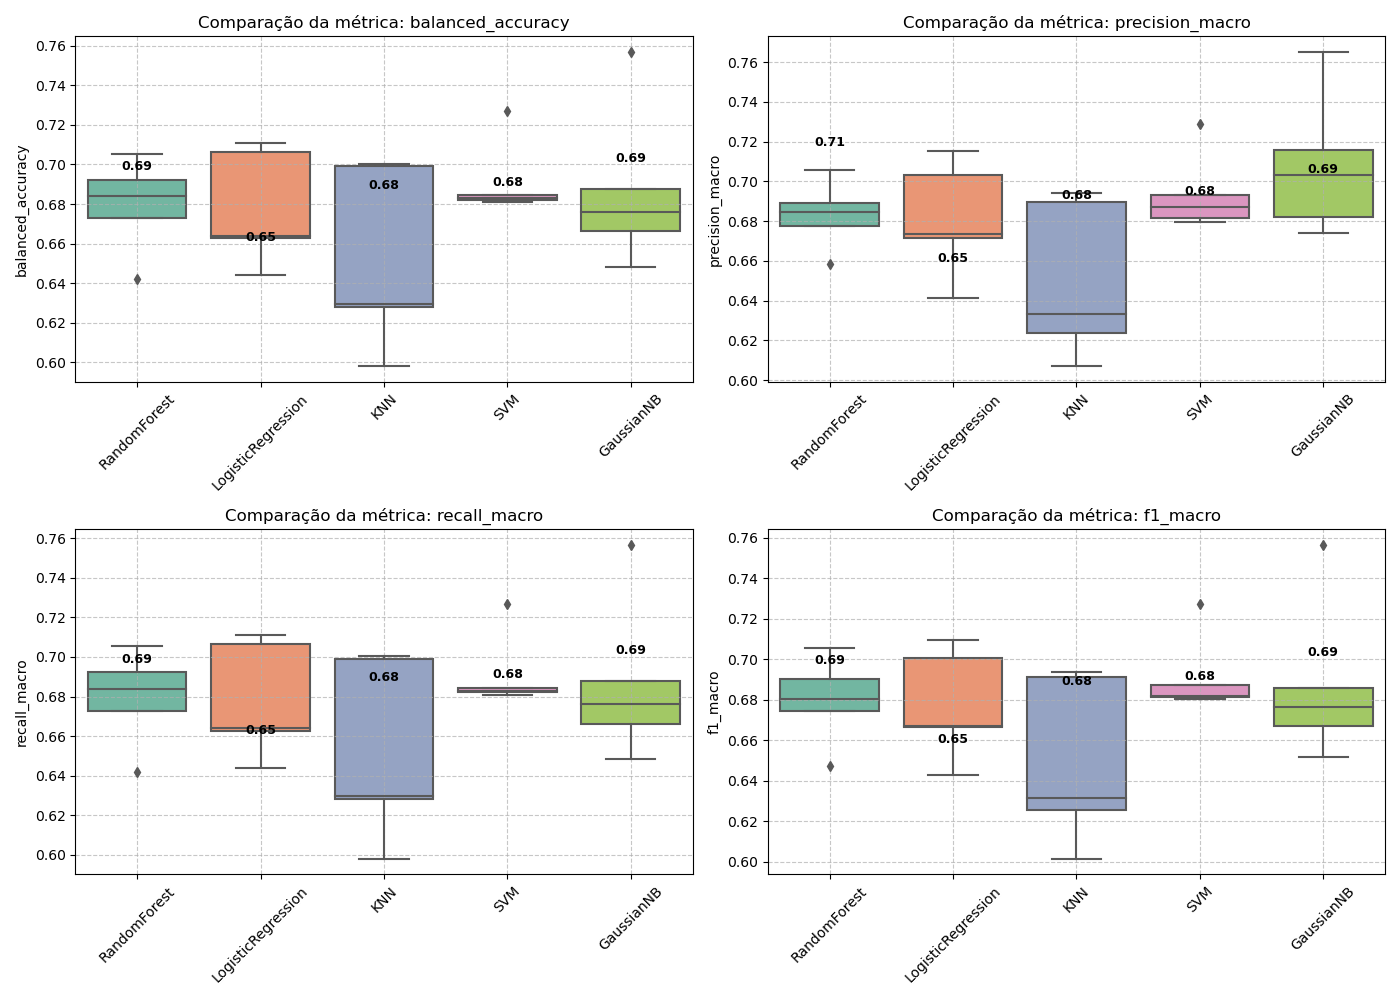 Comparação da métrica: balanced_accuracy
balanced_accuracy
0.76
0.74
0.72
0.70
0.68
0.66
0.64
0.62
0.60
0.69
0.65
0.68
0.68
0.69
RandomForest
LogisticRegression
KNN
SVM
GaussianNB
Comparação da métrica: precision_macro
precision_macro
0.76
0.74
0.72
0.70
0.68
0.66
0.64
0.62
0.60
0.71
0.65
0.68
0.68
0.69
RandomForest
LogisticRegression
KNN
SVM
GaussianNB
Comparação da métrica: recall_macro
recall_macro
0.76
0.74
0.72
0.70
0.68
0.66
0.64
0.62
0.60
0.69
0.65
0.68
0.68
0.69
RandomForest
LogisticRegression
KNN
SVM
GaussianNB
Comparação da métrica: f1_macro
f1_macro
0.76
0.74
0.72
0.70
0.68
0.66
0.64
0.62
0.60
0.69
0.65
0.68
0.68
0.69
RandomForest
LogisticRegression
KNN
SVM
GaussianNB